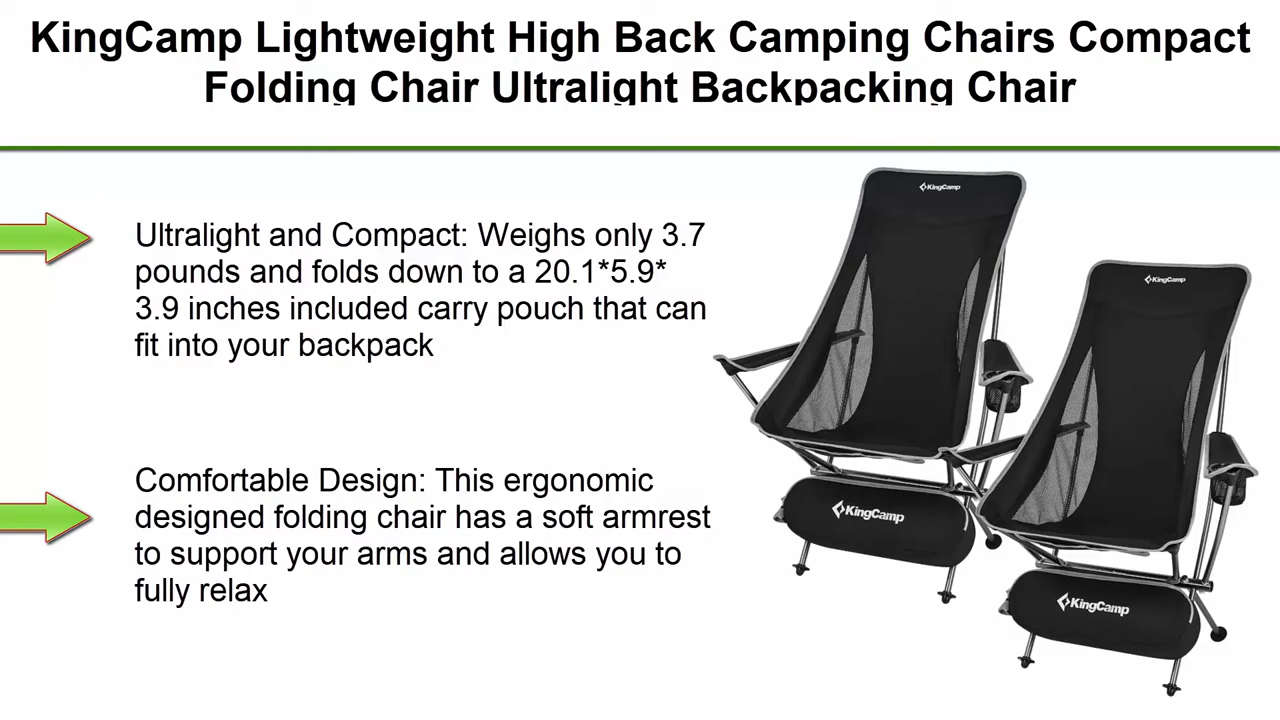 KingCamp Lightweight High Back Camping Chairs Compact
Folding Chair Ultralight Backpacking Chair
Ultralight and Compact: Weighs only 3.7
pounds and folds down to a 20.1*5.9*
3.9 inches included carry pouch that can
fit into your backpack
Comfortable Design: This ergonomic
designed folding chair has a soft armrest
to support your arms and allows you to
fully relax
KingCamp
KingCamp
KingCamp
KingCamp